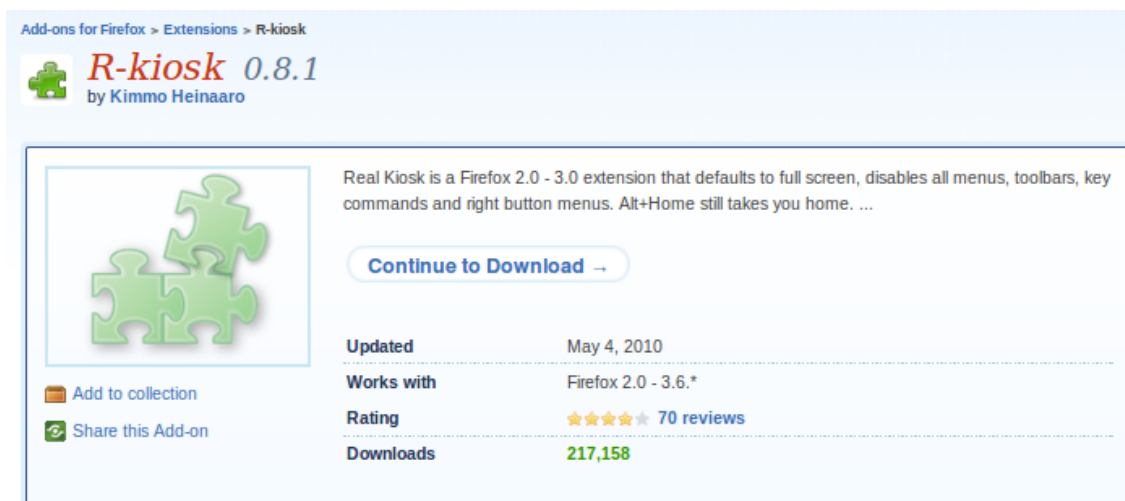 Add-ons for Firefox > Extensions > R-kiosk
R-kiosk 0.8.1
by Kimmo Heinaaro
Real Kiosk is a Firefox 2.0 - 3.0 extension that defaults to full screen, disables all menus, toolbars, key
commands and right button menus. Alt+Home still takes you home. ...
Continue to Download →
Updated May 4, 2010
Works with Firefox 2.0 - 3.6.*
Rating 70 reviews
Downloads 217,158
Add to collection
Share this Add-on